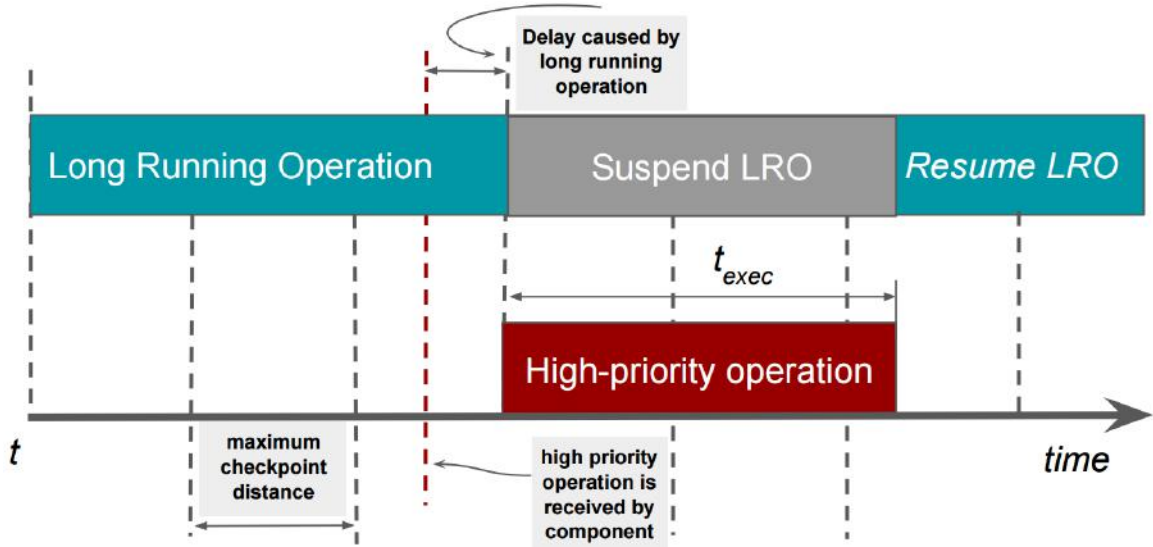 Delay caused by
long running
operation
Long Running Operation
Suspend LRO
Resume LRO
t_exec
High-priority operation
t
time
maximum
checkpoint
distance
high priority
operation is
received by
component